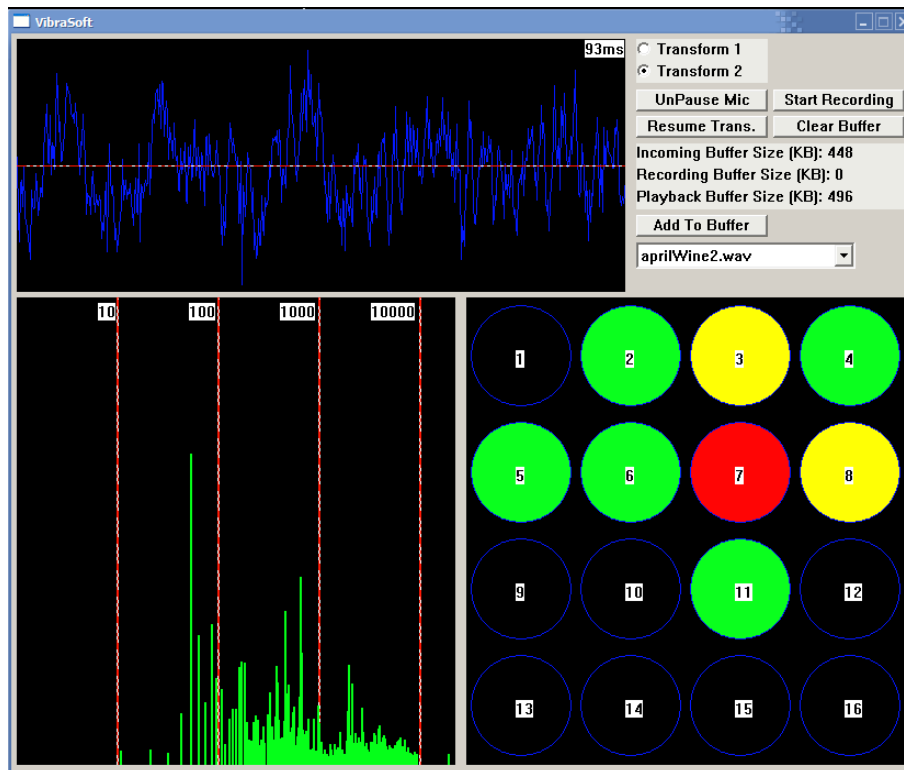 VibraSoft
93ms
Transform 1
Transform 2
UnPause Mic Start Recording
Resume Trans. Clear Buffer
Incoming Buffer Size (KB): 448
Recording Buffer Size (KB): 0
Playback Buffer Size (KB): 496
Add To Buffer
aprilWine2.wav
10 100 1000 10000
1 2 3 4
5 6 7 8
9 10 11 12
13 14 15 16